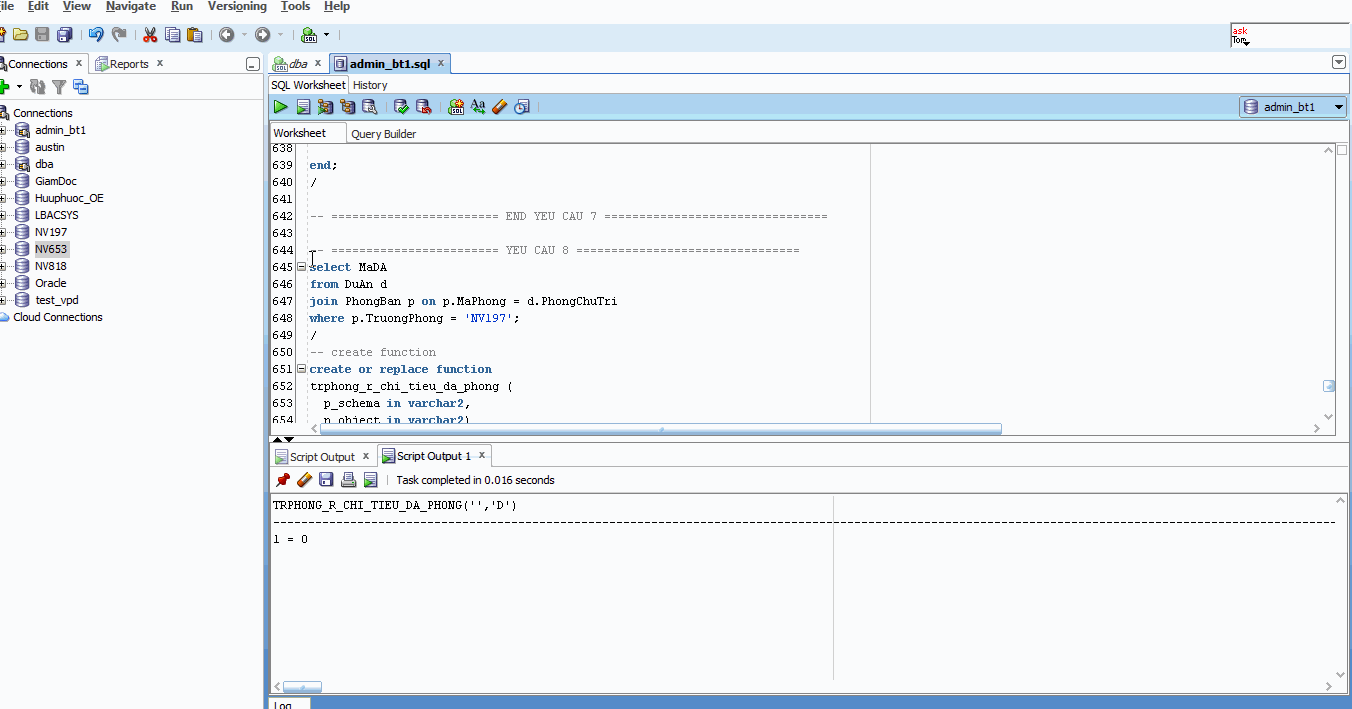 ile Edit View Navigate Run Versioning Tools Help
ask
Tom
Connections x Reports x
Connections
admin_bt1
austin
dba
GiamDoc
Huuphuoc_OE
LBACSYS
NV197
NV653
NV818
Oracle
test_vpd
Cloud Connections
dba x admin_bt1.sql x
SQL Worksheet History
admin_bt1
Worksheet Query Builder
638
639 end;
640 /
641
642 -- ======================== END YEU CAU 7 ================================
643
644 -- ======================== YEU CAU 8 ================================
645 select MaDA
646 from DuAn d
647 join PhongBan p on p.MaPhong = d.PhongChuTri
648 where p.TruongPhong = 'NV197';
649 /
650 -- create function
651 create or replace function
652 trphong_r_chi_tieu_da_phong (
653 p_schema in varchar2,
654 p_object in varchar2)
Script Output x Script Output 1 x
Task completed in 0.016 seconds
TRPHONG_R_CHI_TIEU_DA_PHONG('','D')
1 = 0
Log